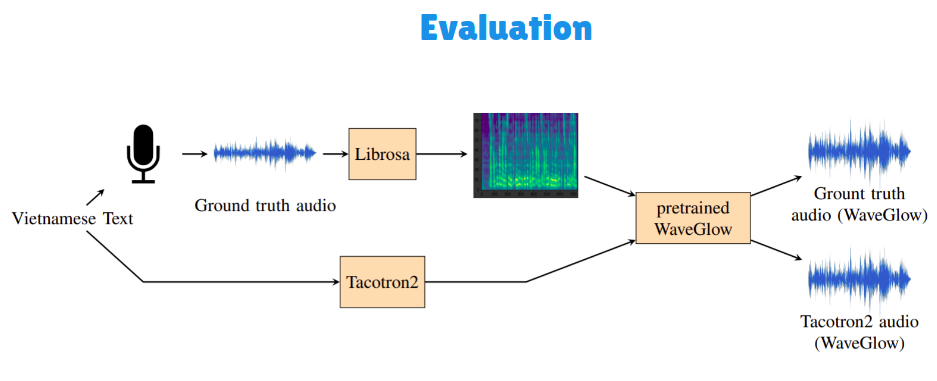 Evaluation
Librosa
Ground truth audio
Vietnamese Text
pretrained
WaveGlow
Grount truth
audio (WaveGlow)
Tacotron2
Tacotron2 audio
(WaveGlow)